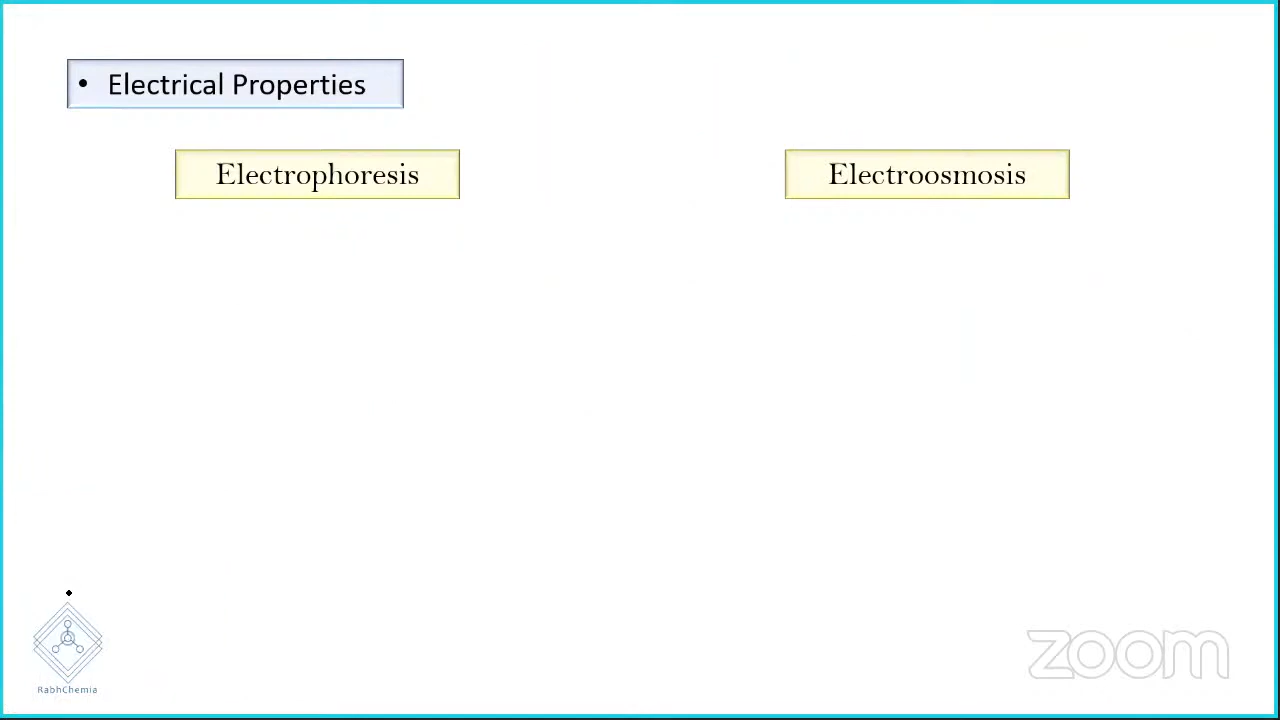 • Electrical Properties
Electrophoresis
Electroosmosis
RabhChemia
zoom